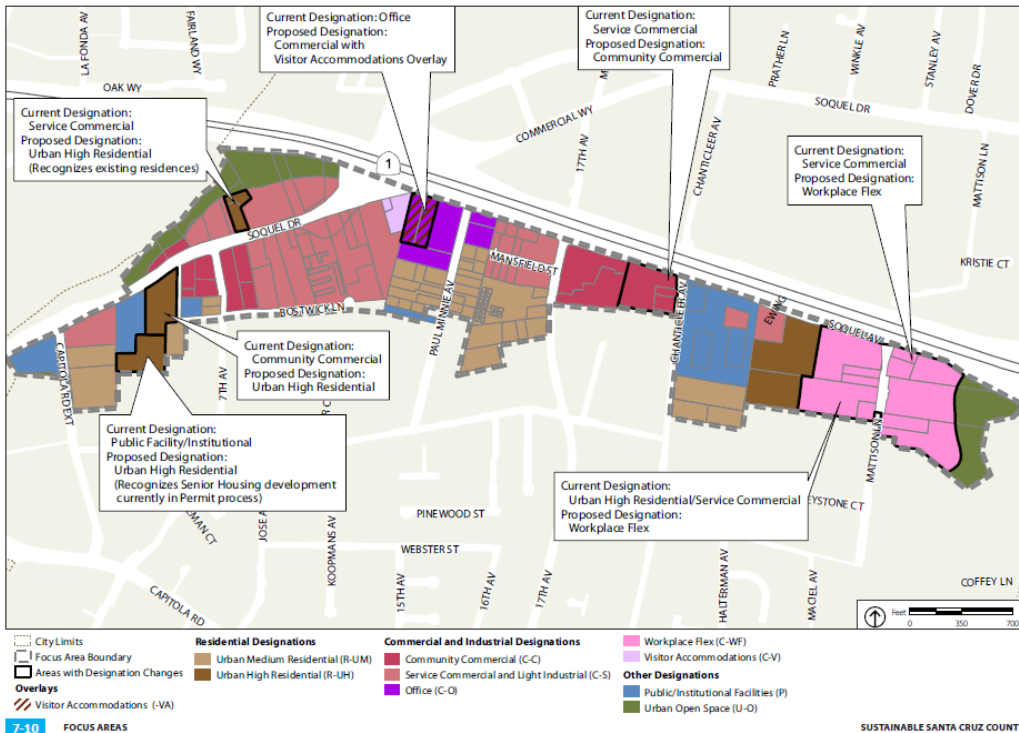 LA FONDA AV
FAIRLAND WY
OAK WY
Current Designation: Office
Proposed Designation:
Commercial with
Visitor Accommodations Overlay
Current Designation:
Service Commercial
Proposed Designation:
Community Commercial
PRATHER LN
WINKLE AV
STANLEY AV
DOVER DR
SOQUEL DR
COMMERCIAL WY
17TH AV
CHANTICLEER AV
MATTISON LN
KRISTIE CT
Current Designation:
Service Commercial
Proposed Designation:
Urban High Residential
(Recognizes existing residences)
1
Current Designation:
Service Commercial
Proposed Designation:
Workplace Flex
SOQUEL DR
MANSFIELD ST
BOSTWICK LN
PAUL MINNIE AV
CHANTICLEER AV
EWING
SOQUEL AV
MATTISON LN
CAPITOLA RD EXT
7TH AV
Current Designation:
Community Commercial
Proposed Designation:
Urban High Residential
Current Designation:
Public Facility/Institutional
Proposed Designation:
Urban High Residential
(Recognizes Senior Housing development
currently in Permit process)
Current Designation:
Urban High Residential/Service Commercial
Proposed Designation:
Workplace Flex
EYSTONE CT
PINEWOOD ST
WEBSTER ST
KOOPMANS AV
CAPITOLA RD
15TH AV
16TH AV
17TH AV
HALTERMAN AV
MACIEL AV
COFFEY LN
Feet
0 350 700
City Limits
Focus Area Boundary
Areas with Designation Changes
Overlays
Visitor Accommodations (-VA)
Residential Designations
Urban Medium Residential (R-UM)
Urban High Residential (R-UH)
Commercial and Industrial Designations
Community Commercial (C-C)
Service Commercial and Light Industrial (C-S)
Office (C-O)
Workplace Flex (C-WF)
Visitor Accommodations (C-V)
Other Designations
Public/Institutional Facilities (P)
Urban Open Space (U-O)
7-10 FOCUS AREAS
SUSTAINABLE SANTA CRUZ COUNT